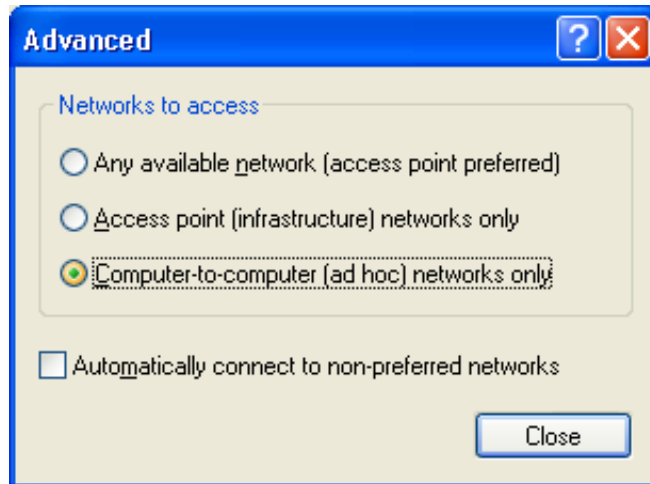 Advanced
Networks to access
Any available network (access point preferred)
Access point (infrastructure) networks only
Computer-to-computer (ad hoc) networks only
Automatically connect to non-preferred networks
Close